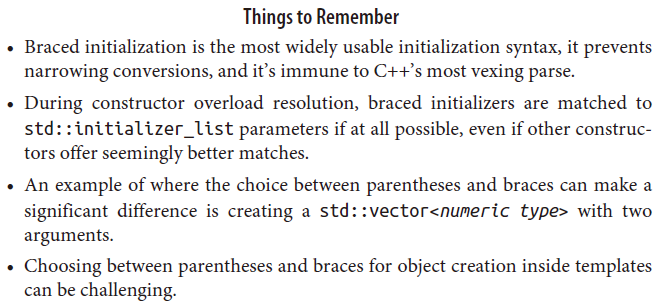 Things to Remember
• Braced initialization is the most widely usable initialization syntax, it prevents
narrowing conversions, and it’s immune to C++’s most vexing parse.
• During constructor overload resolution, braced initializers are matched to
std::initializer_list parameters if at all possible, even if other construc-
tors offer seemingly better matches.
• An example of where the choice between parentheses and braces can make a
significant difference is creating a std::vector<numeric type> with two
arguments.
• Choosing between parentheses and braces for object creation inside templates
can be challenging.